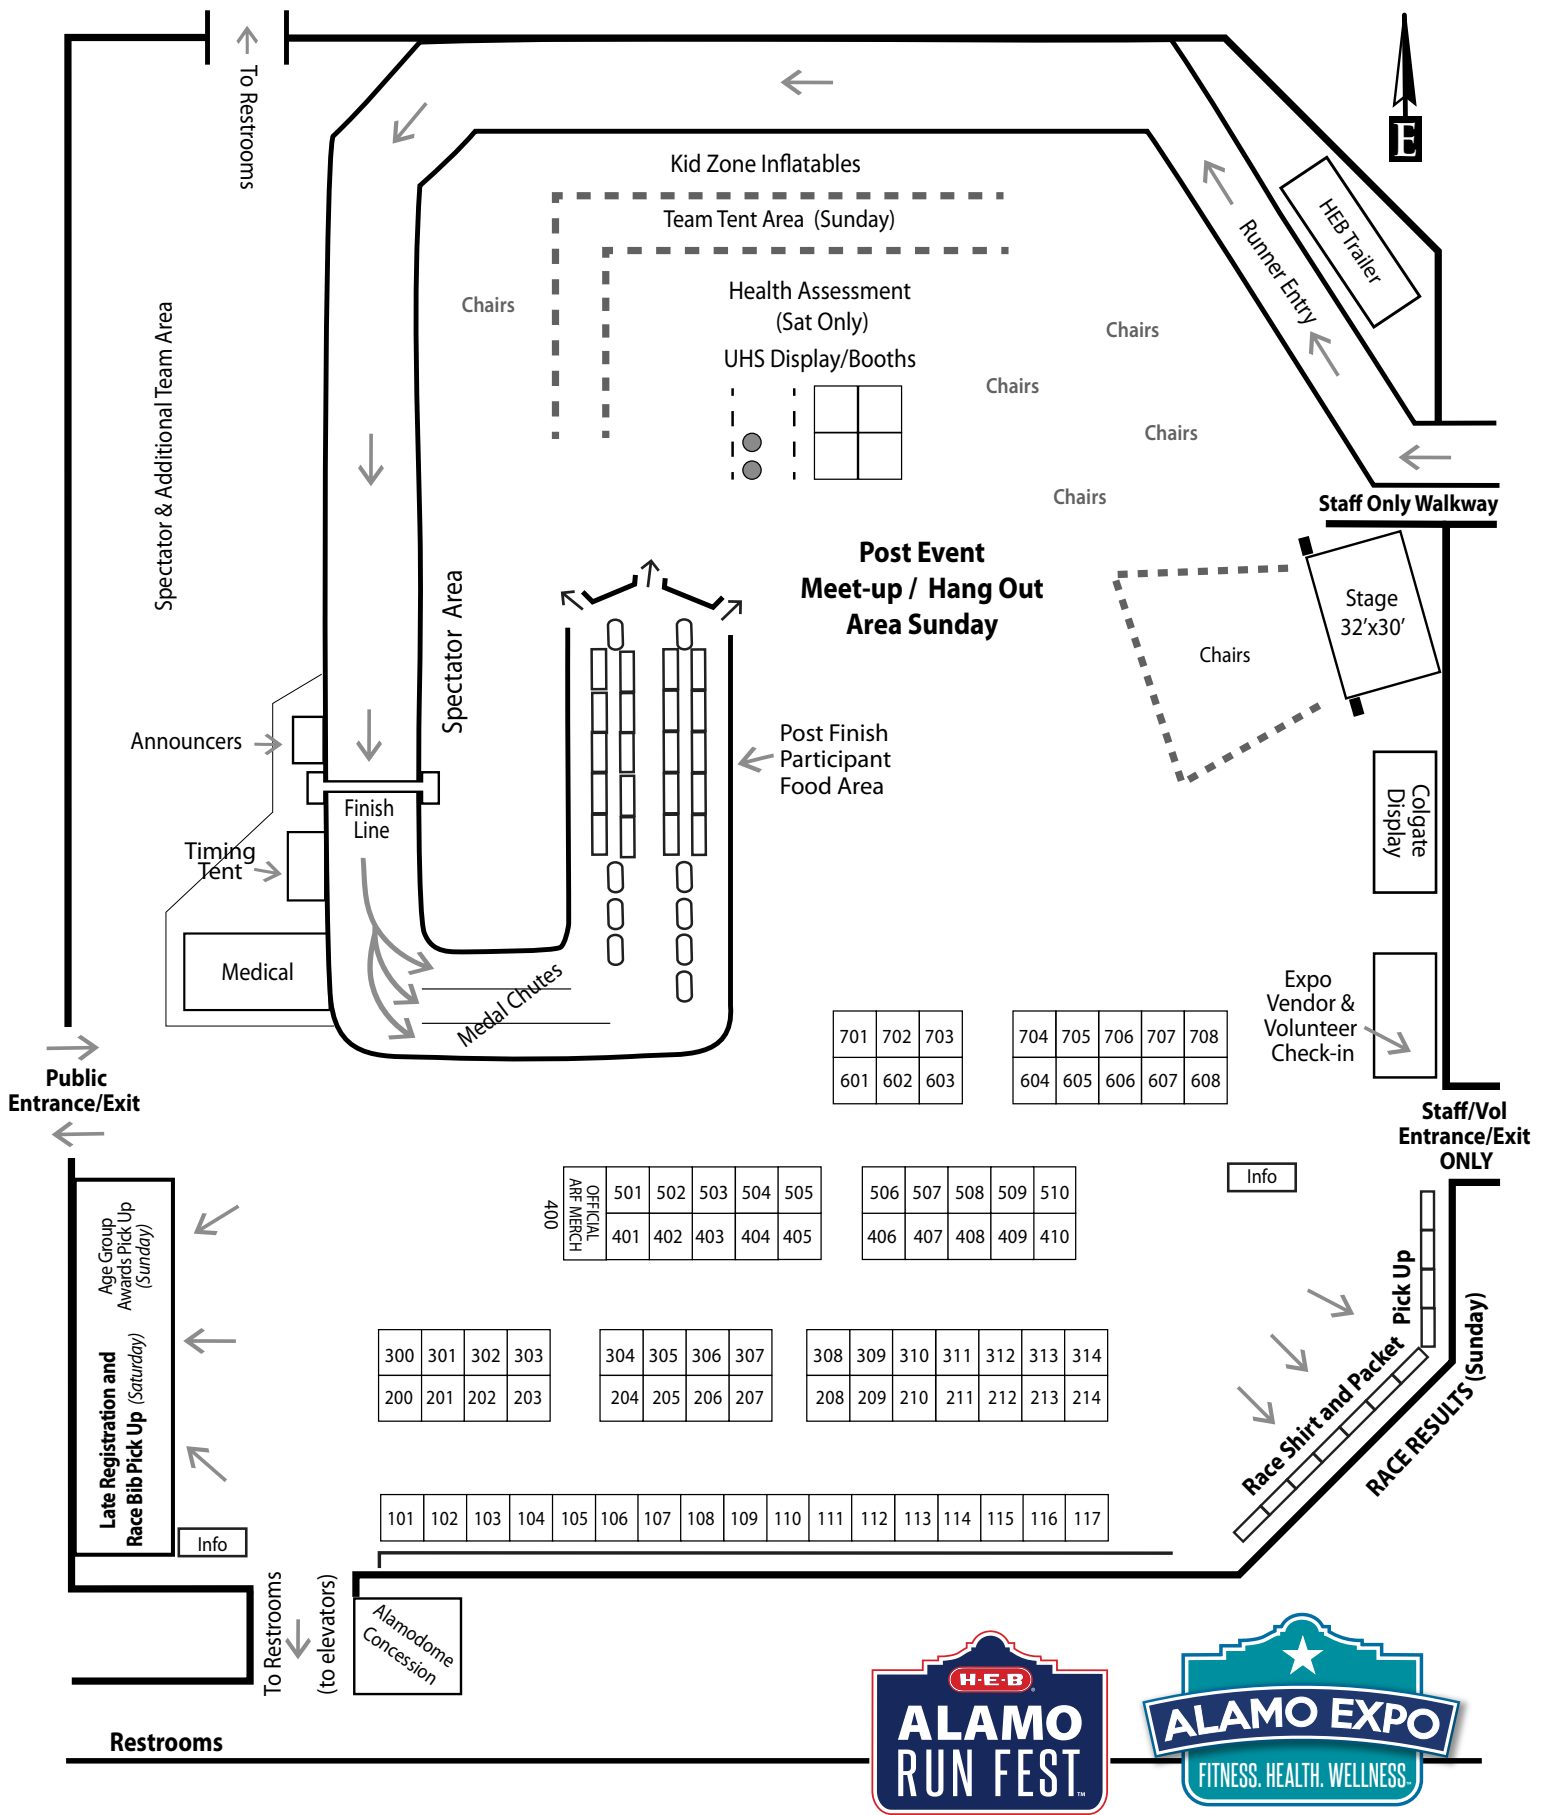 To Restrooms
E
Kid Zone Inflatables
Team Tent Area (Sunday)
HEB Trailer
Runner Entry
Health Assessment
(Sat Only)
UHS Display/Booths
Chairs
Chairs
Chairs
Chairs
Chairs
Spectator & Additional Team Area
Staff Only Walkway
Post Event
Meet-up / Hang Out
Area Sunday
Stage
32'x30'
Chairs
Spectator Area
Announcers
Post Finish
Participant
Food Area
Finish
Line
Colgate
Display
Timing
Tent
Medical
Medal Chutes
Expo
Vendor &
Volunteer
Check-in
701 702 703
704 705 706 707 708
601 602 603
604 605 606 607 608
Public
Entrance/Exit
Staff/Vol
Entrance/Exit
ONLY
Info
OFFICIAL
ARF MERCH
400
501 502 503 504 505
506 507 508 509 510
401 402 403 404 405
406 407 408 409 410
Age Group
Awards Pick Up
(Sunday)
Late Registration and
Race Bib Pick Up (Saturday)
Info
300 301 302 303
304 305 306 307
308 309 310 311 312 313 314
200 201 202 203
204 205 206 207
208 209 210 211 212 213 214
Race Shirt and Packet Pick Up
RACE RESULTS (Sunday)
101 102 103 104 105 106 107 108 109 110 111 112 113 114 115 116 117
To Restrooms
(to elevators)
Alamodome
Concession
Restrooms
H-E-B
ALAMO
RUN FEST™
ALAMO EXPO
FITNESS. HEALTH. WELLNESS.™